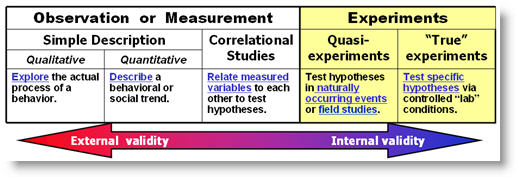 Observation or Measurement
Experiments
Simple Description
Qualitative
Quantitative
Correlational
Studies
Quasi-
experiments
“True”
experiments
Explore the actual
process of a
behavior.
Describe a
behavioral or
social trend.
Relate measured
variables to each
other to test
hypotheses.
Test hypotheses
in naturally
occurring events
or field studies.
Test specific
hypotheses via
controlled “lab”
conditions.
External validity
Internal validity